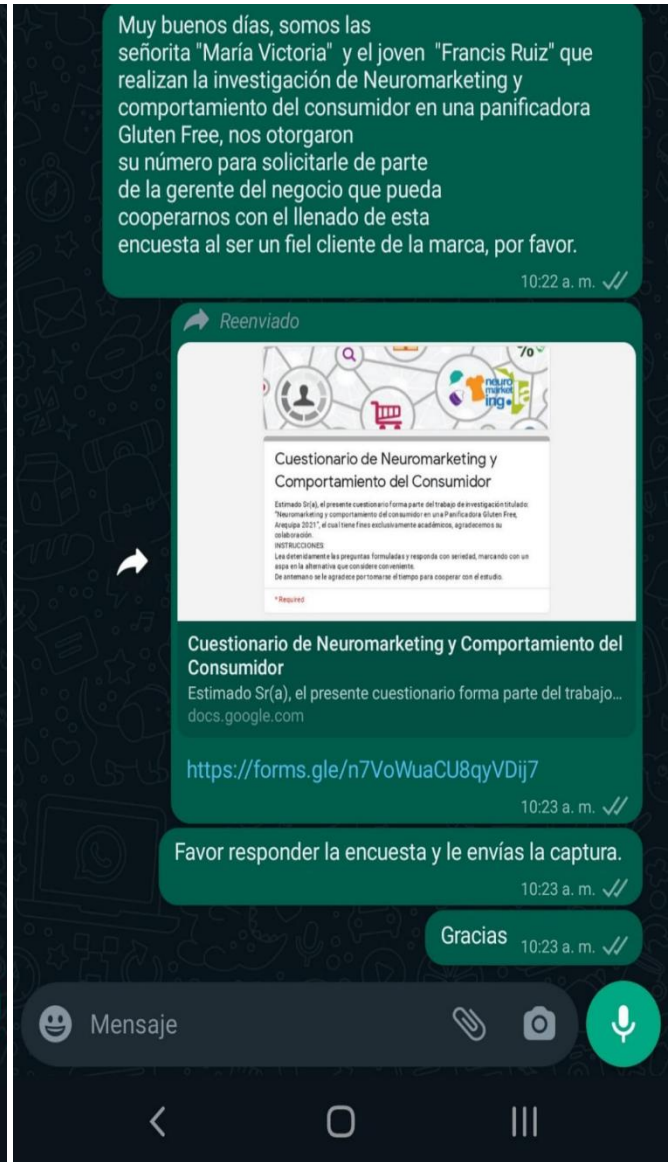 Muy buenos días, somos las
señorita "María Victoria"  y el joven  "Francis Ruiz" que
realizan la investigación de Neuromarketing y
comportamiento del consumidor en una panificadora
Gluten Free, nos otorgaron
su número para solicitarle de parte
de la gerente del negocio que pueda
cooperarnos con el llenado de esta
encuesta al ser un fiel cliente de la marca, por favor.
10:22 a. m.
Reenviado
%
neuro
market
ing.
Cuestionario de Neuromarketing y
Comportamiento del Consumidor
Estimado Sr(a), el presente cuestionario forma parte del trabajo de investigación titulado:
"Neuromarketing y comportamiento del consumidor en una Panificadora Gluten Free,
Arequipa 2021", el cual tiene fines exclusivamente académicos, agradecemos su
colaboración.
INSTRUCCIONES:
Lea detenidamente las preguntas formuladas y responda con seriedad, marcando con un
aspa en la alternativa que considere conveniente.
De antemano se le agradece por tomarse el tiempo para cooperar con el estudio.
* Required
Cuestionario de Neuromarketing y Comportamiento del
Consumidor
Estimado Sr(a), el presente cuestionario forma parte del trabajo...
docs.google.com
https://forms.gle/n7VoWuaCU8qyVDij7
10:23 a. m.
Favor responder la encuesta y le envías la captura.
10:23 a. m.
Gracias 10:23 a. m.
Mensaje